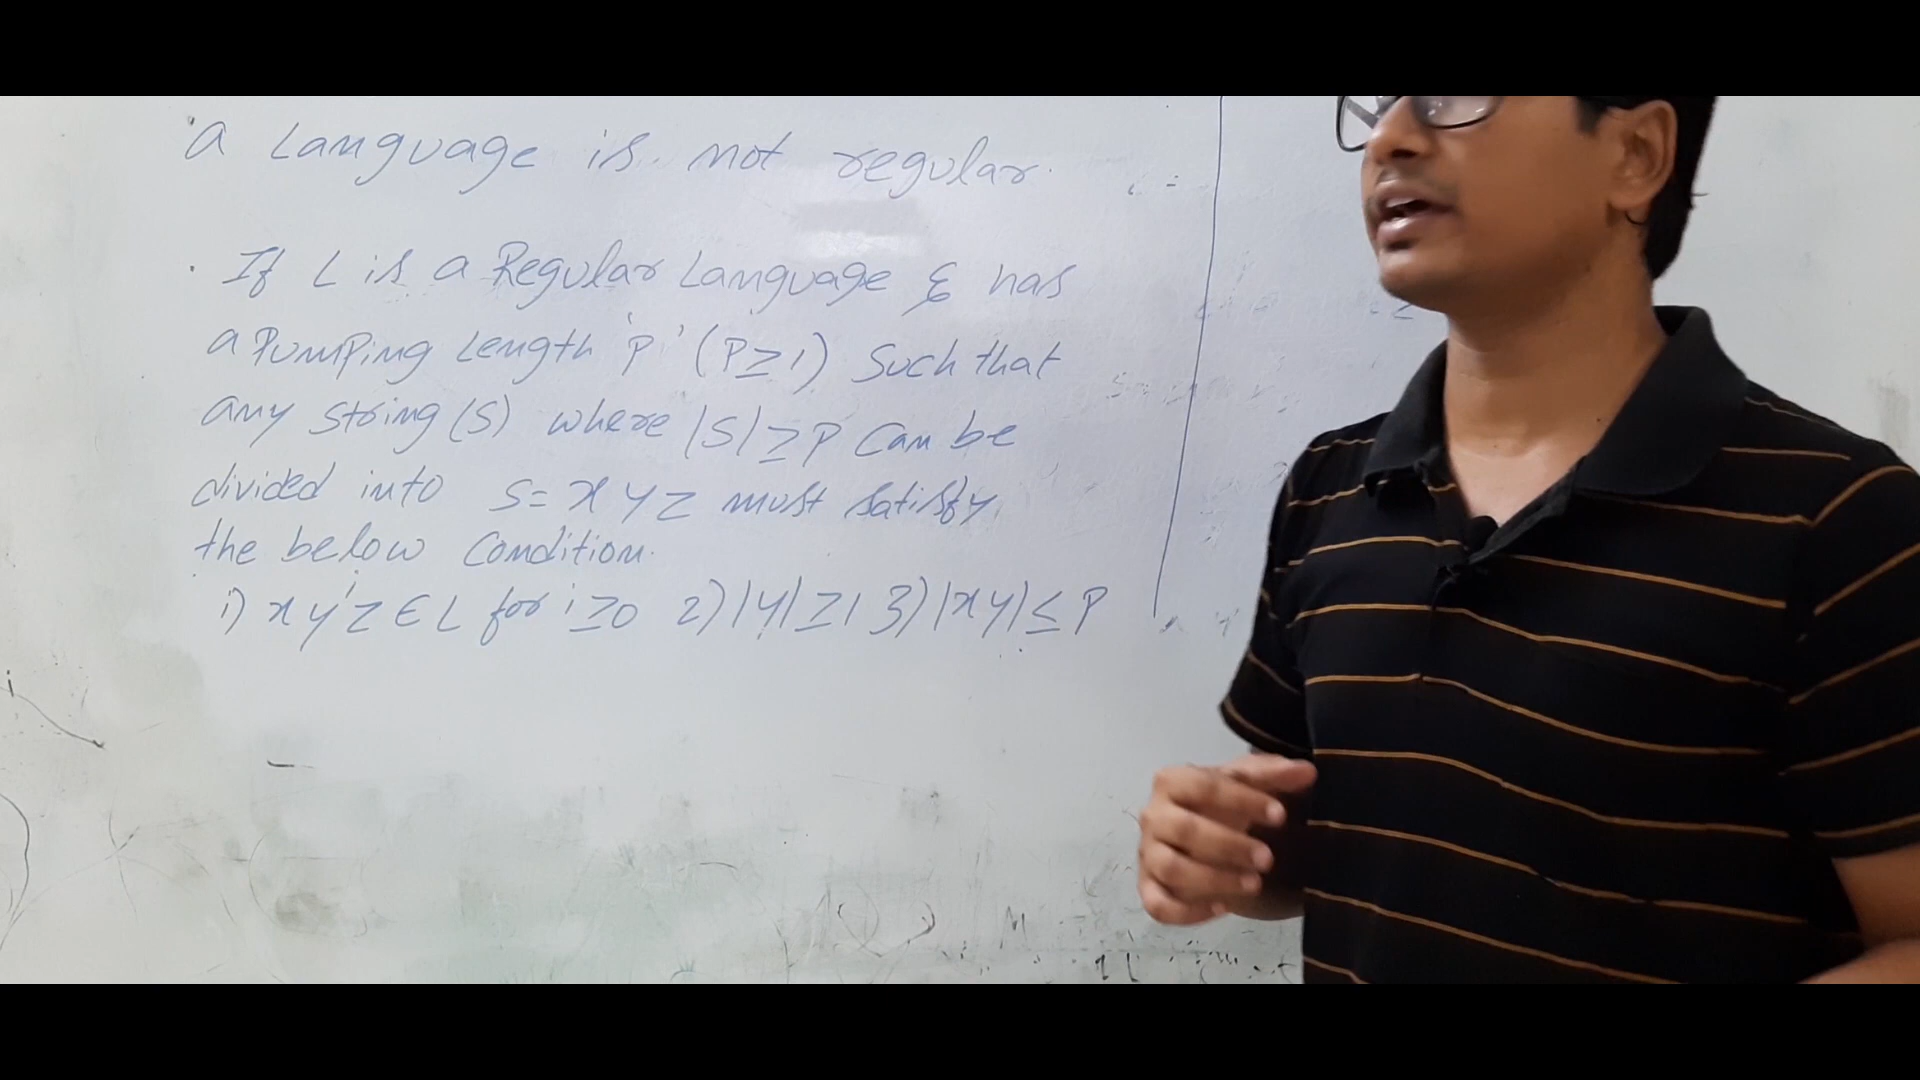 a Language is not regular.
. If L is a Regular Language & has
a Pumping Length 'P' (P≥1) Such that
any string (S) where |S|≥P Can be
divided into S= x y z must satisfy
the below Condition.
i) x yⁱ z ∈ L for i≥0 2) |y|≥1 3) |xy|≤P